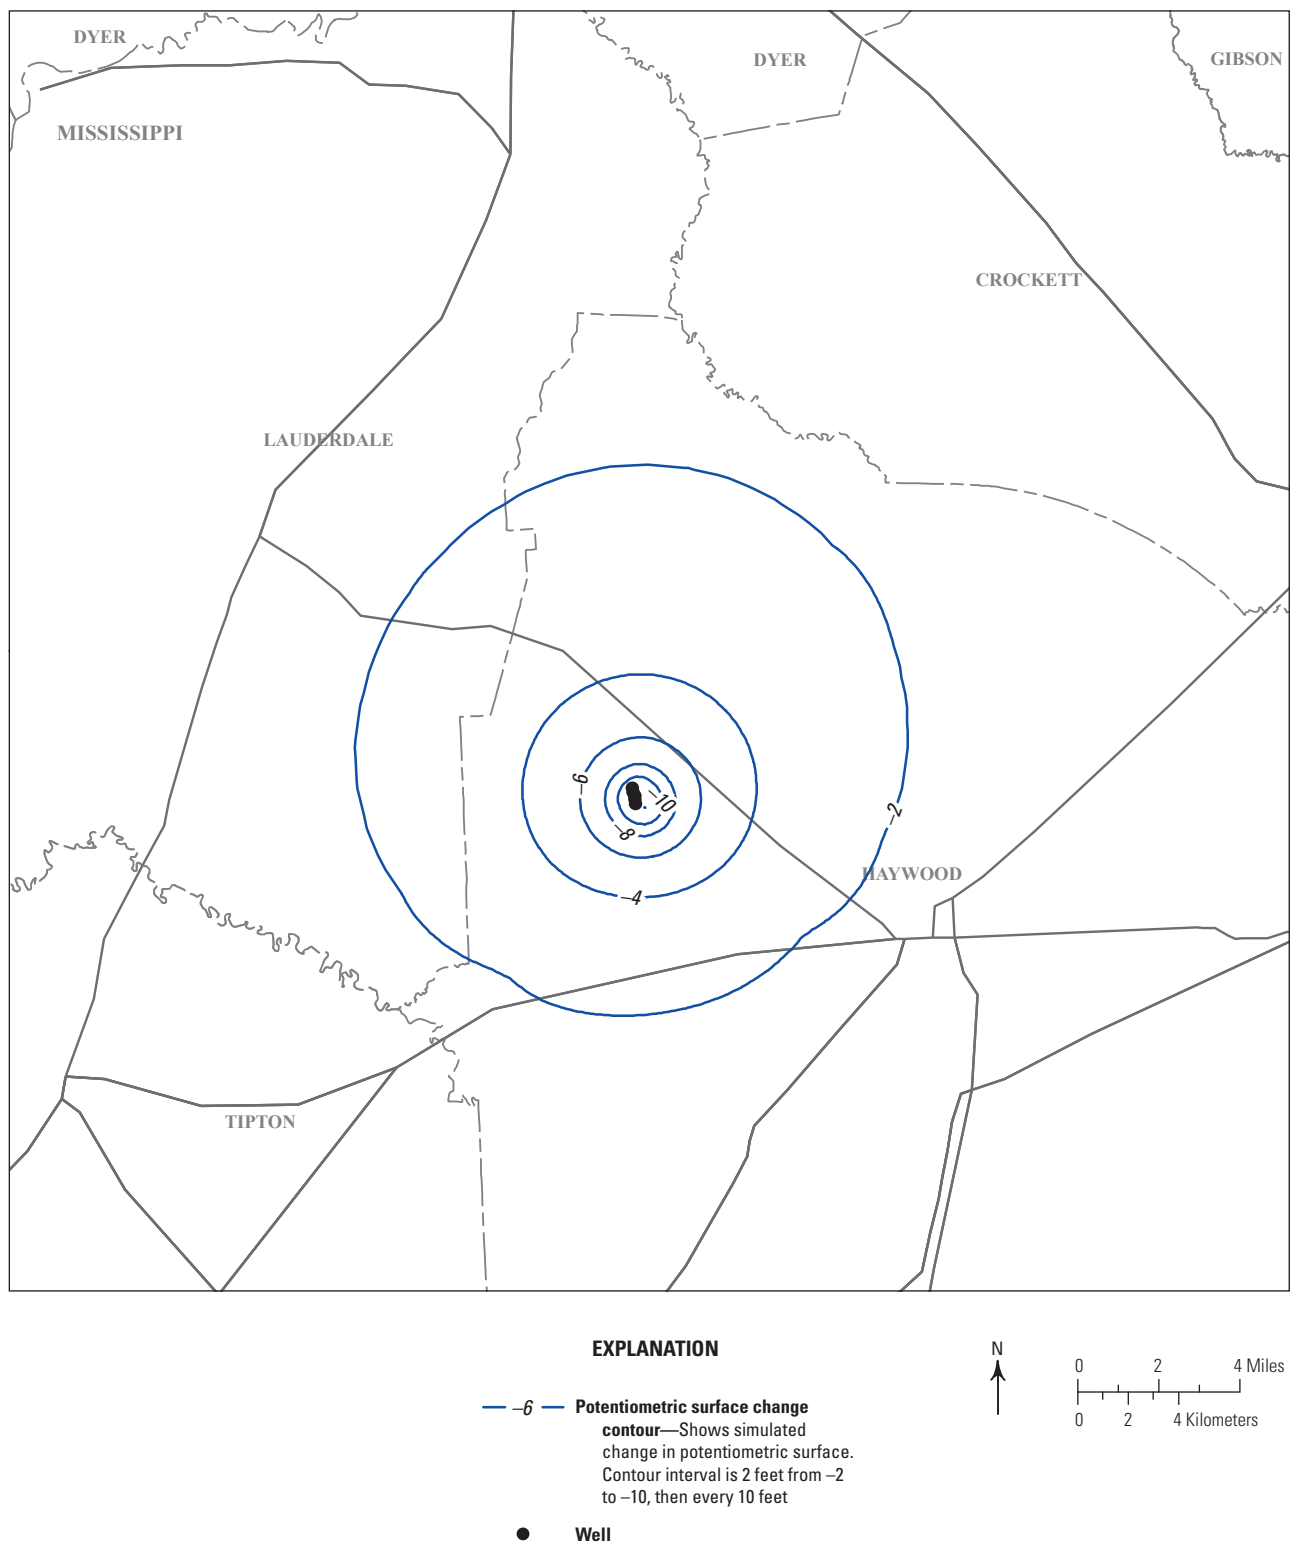 DYER
DYER
GIBSON
MISSISSIPPI
CROCKETT
LAUDERDALE
–6
–10
–8
–2
HAYWOOD
–4
TIPTON
EXPLANATION
–6 Potentiometric surface change
contour—Shows simulated
change in potentiometric surface.
Contour interval is 2 feet from –2
to –10, then every 10 feet
Well
N
0 2 4 Miles
0 2 4 Kilometers